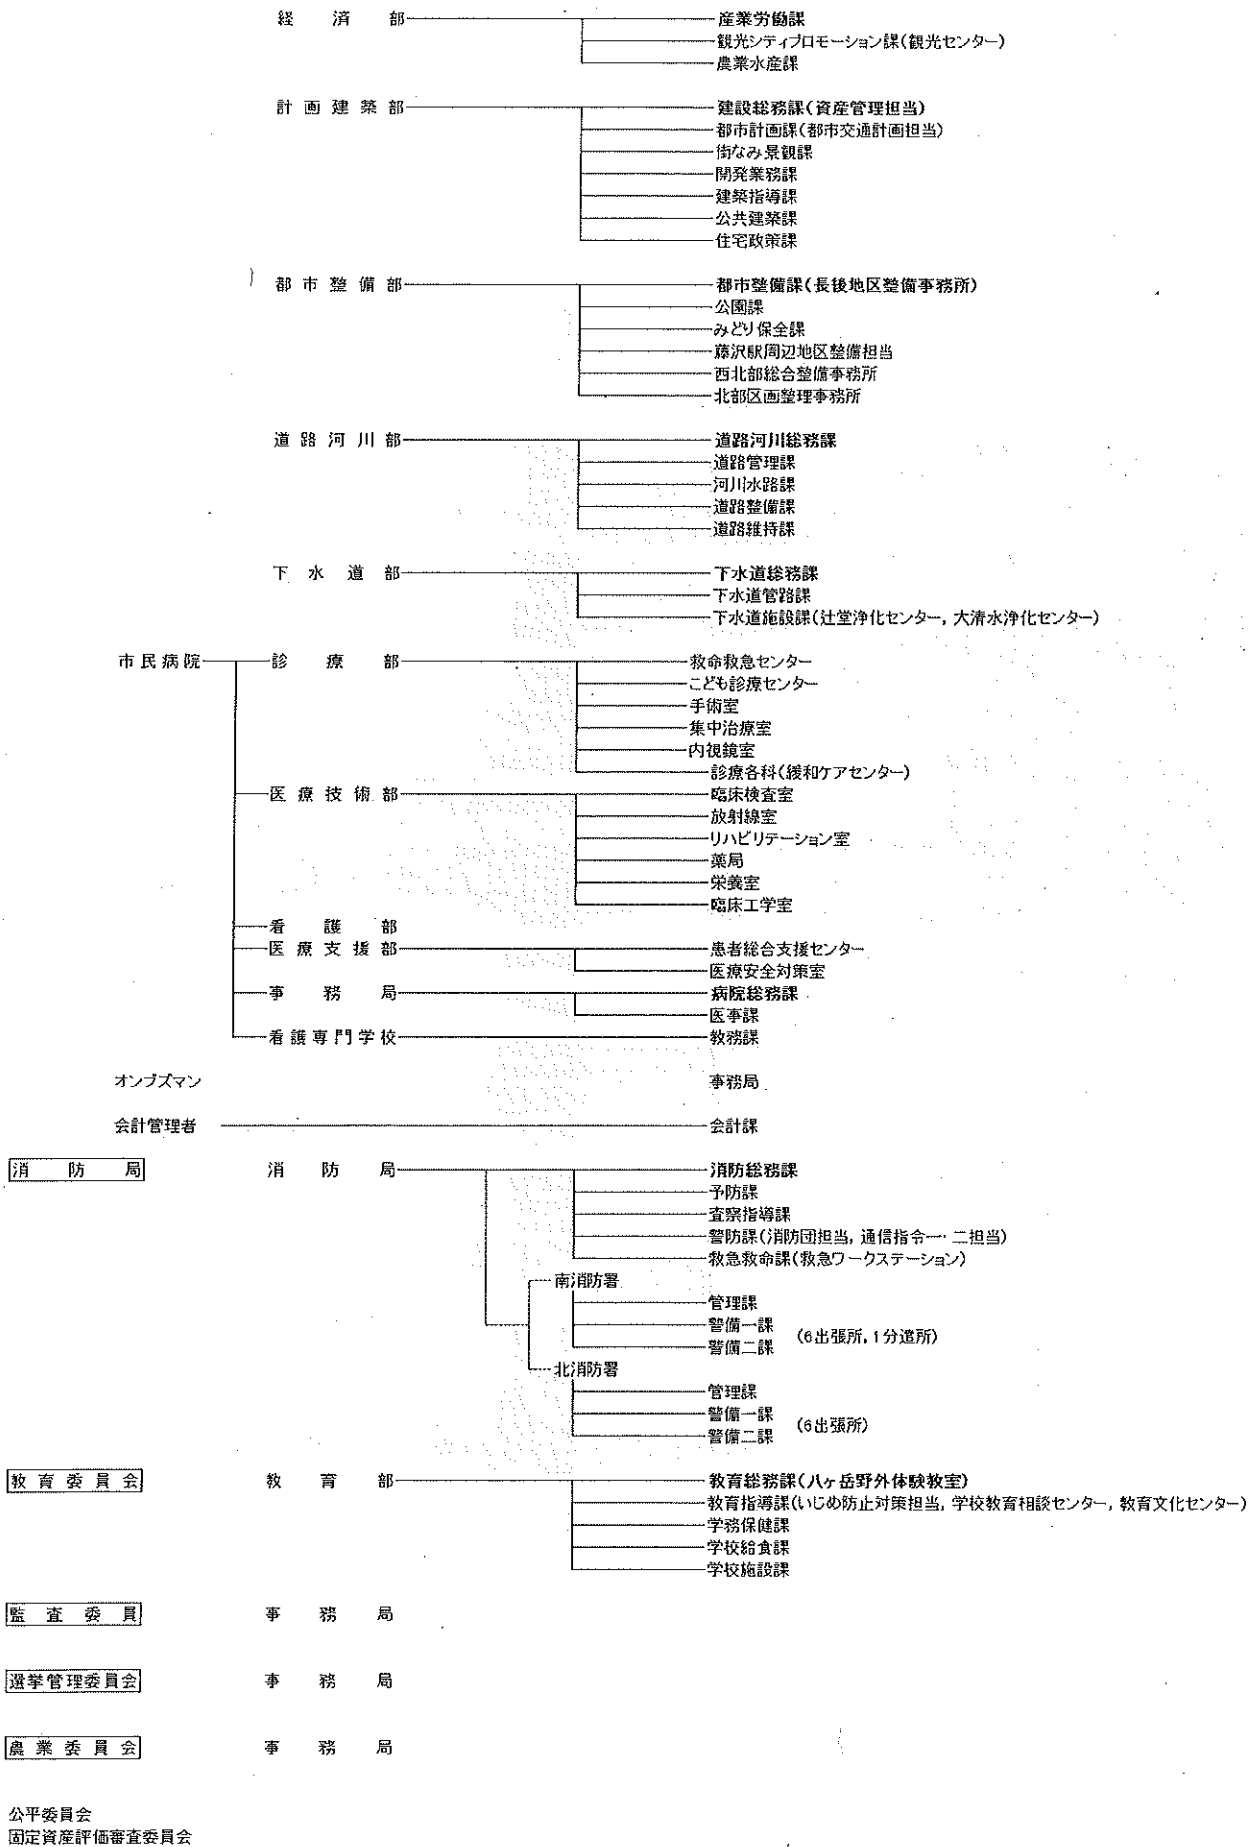 経済部 産業労働課
観光シティプロモーション課(観光センター)
農業水産課
計画建築部 建設総務課(資産管理担当)
都市計画課(都市交通計画担当)
街なみ景観課
開発業務課
建築指導課
公共建築課
住宅政策課
都市整備部 都市整備課(長後地区整備事務所)
公園課
みどり保全課
藤沢駅周辺地区整備担当
西北部総合整備事務所
北部区画整理事務所
道路河川部 道路河川総務課
道路管理課
河川水路課
道路整備課
道路維持課
下水道部 下水道総務課
下水道管路課
下水道施設課(辻堂浄化センター, 大清水浄化センター)
市民病院 診療部 救命救急センター
こども診療センター
手術室
集中治療室
内視鏡室
診療各科(緩和ケアセンター)
医療技術部 臨床検査室
放射線室
リハビリテーション室
薬局
栄養室
臨床工学室
看護部
医療支援部 患者総合支援センター
医療安全対策室
事務局 病院総務課
医事課
看護専門学校 教務課
オンブズマン 事務局
会計管理者 会計課
消防局 消防局 消防総務課
予防課
査察指導課
警防課(消防団担当, 通信指令一・二担当)
救急救命課(救急ワークステーション)
南消防署
管理課
警備一課 (6出張所, 1分遣所)
警備二課
北消防署
管理課
警備一課 (6出張所)
警備二課
教育委員会 教育部 教育総務課(八ヶ岳野外体験教室)
教育指導課(いじめ防止対策担当, 学校教育相談センター, 教育文化センター)
学務保健課
学校給食課
学校施設課
監査委員 事務局
選挙管理委員会 事務局
農業委員会 事務局
公平委員会
固定資産評価審査委員会